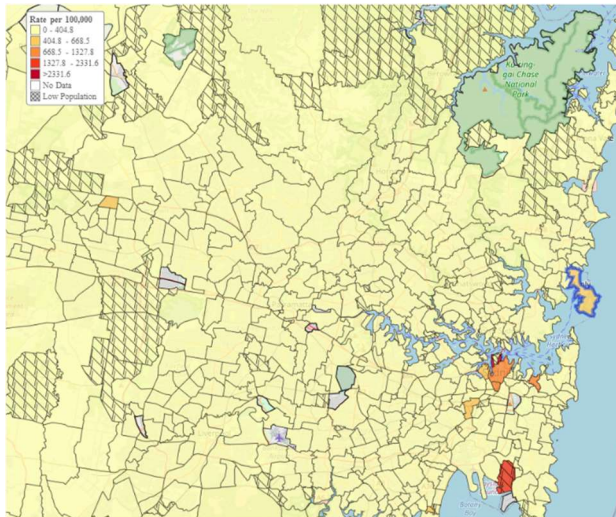 Rate per 100,000
0 - 404.8
404.8 - 668.5
668.5 - 1327.8
1327.8 - 2331.6
>2331.6
No Data
Low Population
Ku-ring-
gai Chase
National
Park
Botany